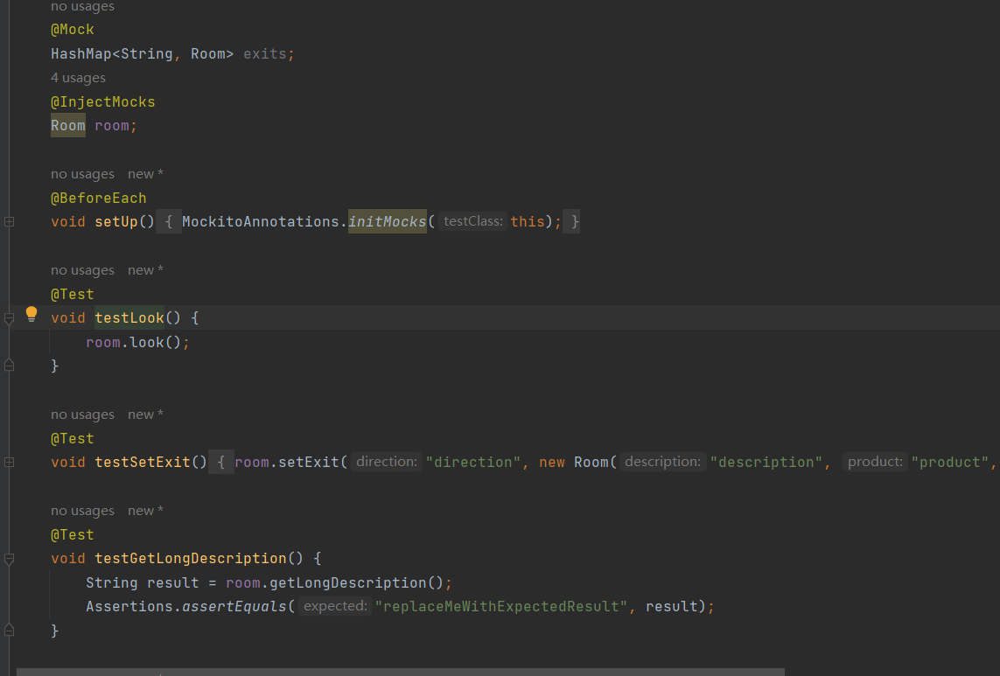 no usages
@Mock
HashMap<String, Room> exits;
4 usages
@InjectMocks
Room room;
no usages new *
@BeforeEach
void setUp() { MockitoAnnotations.initMocks( testClass: this); }
no usages new *
@Test
void testLook() {
room.look();
}
no usages new *
@Test
void testSetExit() { room.setExit( direction: "direction", new Room( description: "description", product: "product",
no usages new *
@Test
void testGetLongDescription() {
String result = room.getLongDescription();
Assertions.assertEquals( expected: "replaceMeWithExpectedResult", result);
}